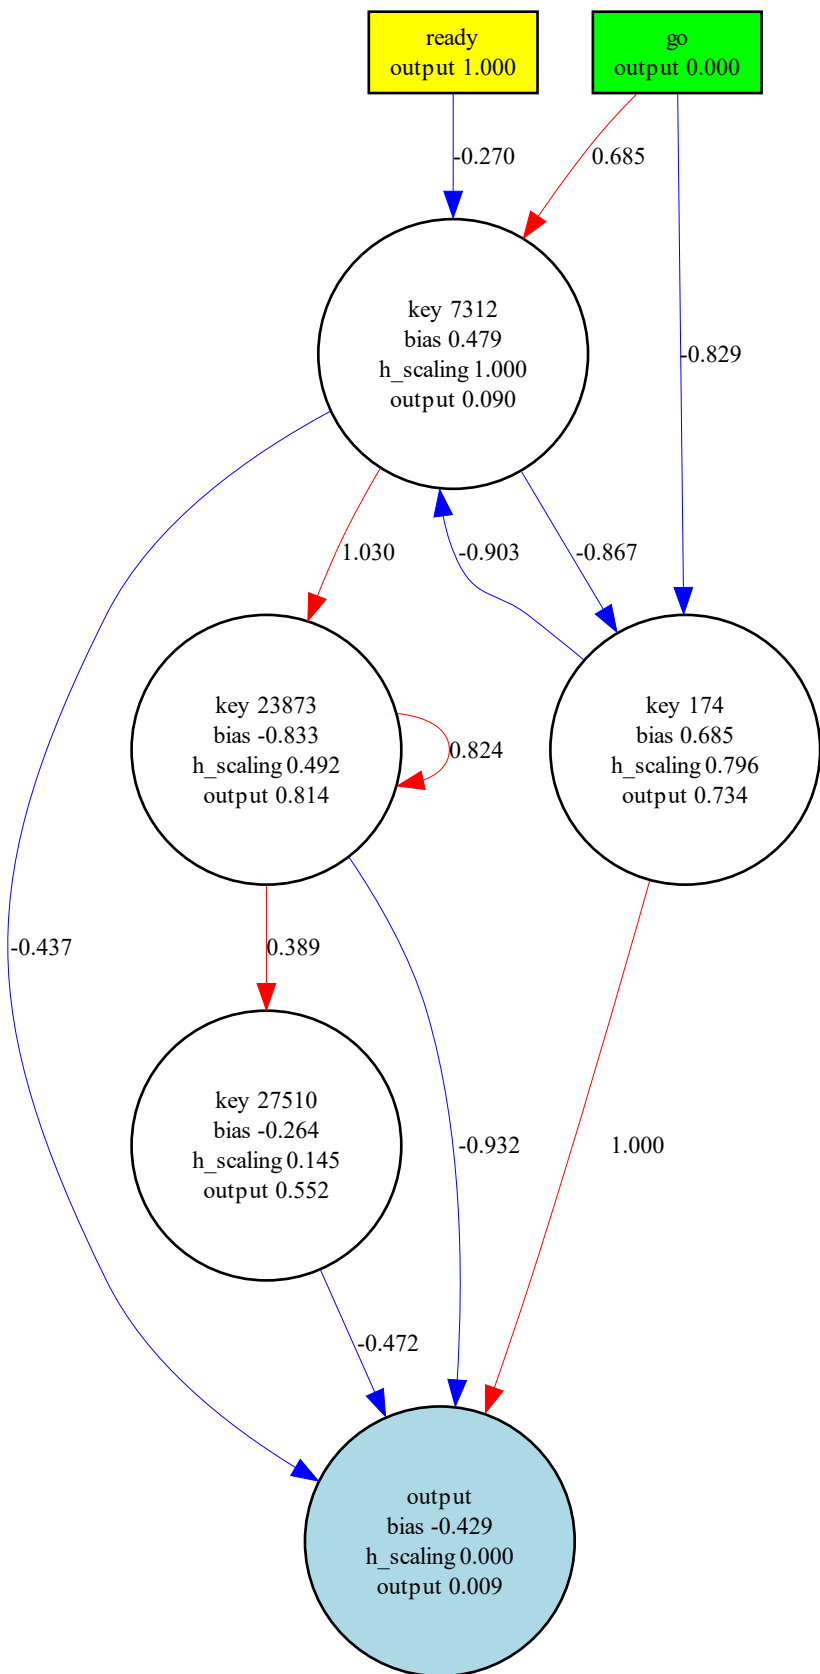 ready
output 1.000
go
output 0.000
-0.270
0.685
key 7312
bias 0.479
h_scaling 1.000
output 0.090
-0.829
1.030
-0.903
-0.867
key 23873
bias -0.833
h_scaling 0.492
output 0.814
0.824
key 174
bias 0.685
h_scaling 0.796
output 0.734
-0.437
0.389
key 27510
bias -0.264
h_scaling 0.145
output 0.552
-0.932
1.000
-0.472
output
bias -0.429
h_scaling 0.000
output 0.009